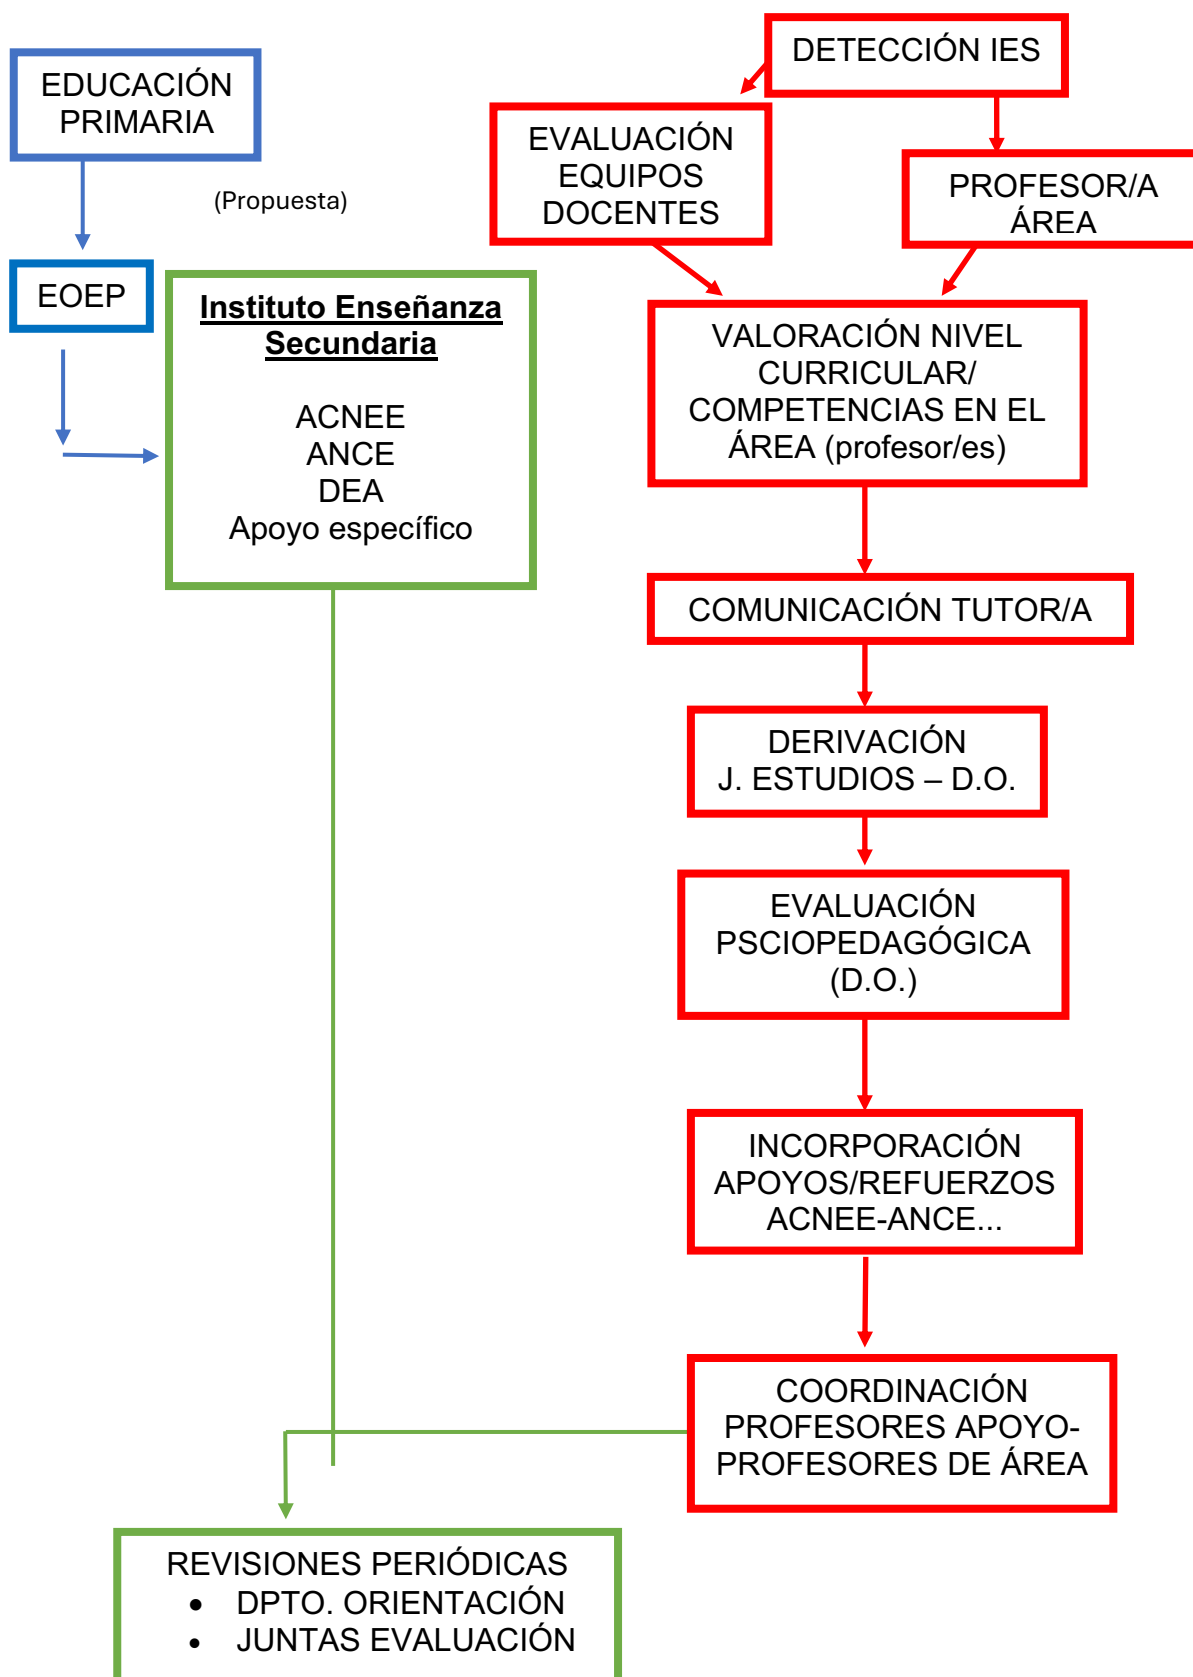 EDUCACIÓN
PRIMARIA
(Propuesta)
EOEP
Instituto Enseñanza
Secundaria
ACNEE
ANCE
DEA
Apoyo específico
DETECCIÓN IES
EVALUACIÓN
EQUIPOS
DOCENTES
PROFESOR/A
ÁREA
VALORACIÓN NIVEL
CURRICULAR/
COMPETENCIAS EN EL
ÁREA (profesor/es)
COMUNICACIÓN TUTOR/A
DERIVACIÓN
J. ESTUDIOS – D.O.
EVALUACIÓN
PSCIOPEDAGÓGICA
(D.O.)
INCORPORACIÓN
APOYOS/REFUERZOS
ACNEE-ANCE...
COORDINACIÓN
PROFESORES APOYO-
PROFESORES DE ÁREA
REVISIONES PERIÓDICAS
• DPTO. ORIENTACIÓN
• JUNTAS EVALUACIÓN